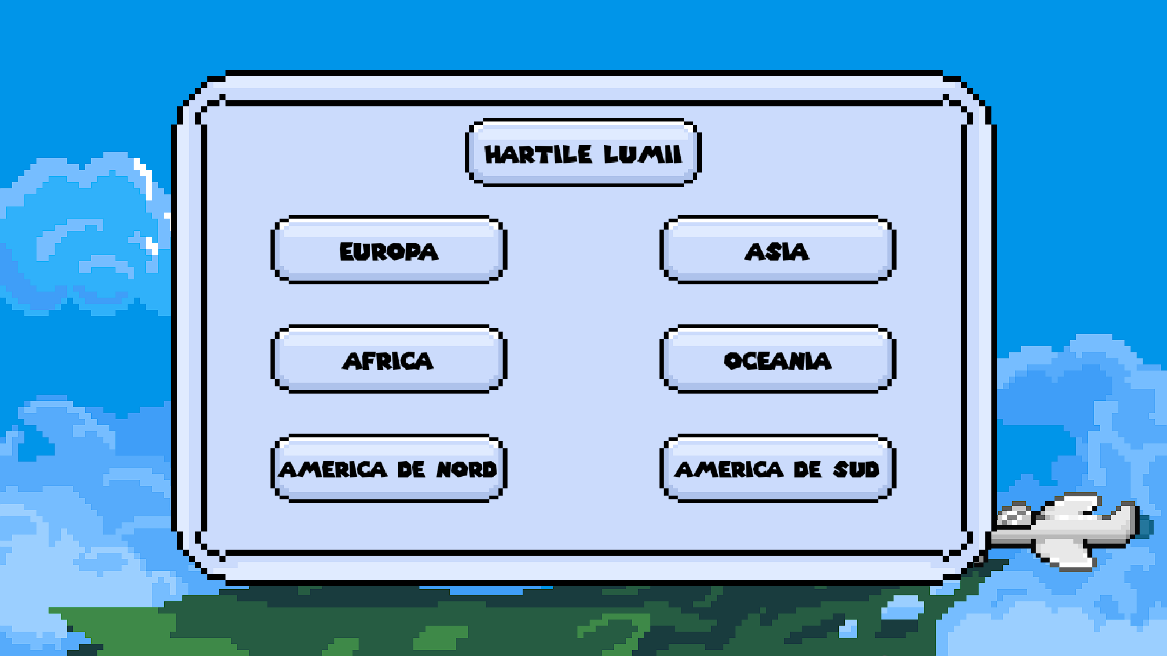 HARTILE LUMII
EUROPA
ASIA
AFRICA
OCEANIA
AMERICA DE NORD
AMERICA DE SUD